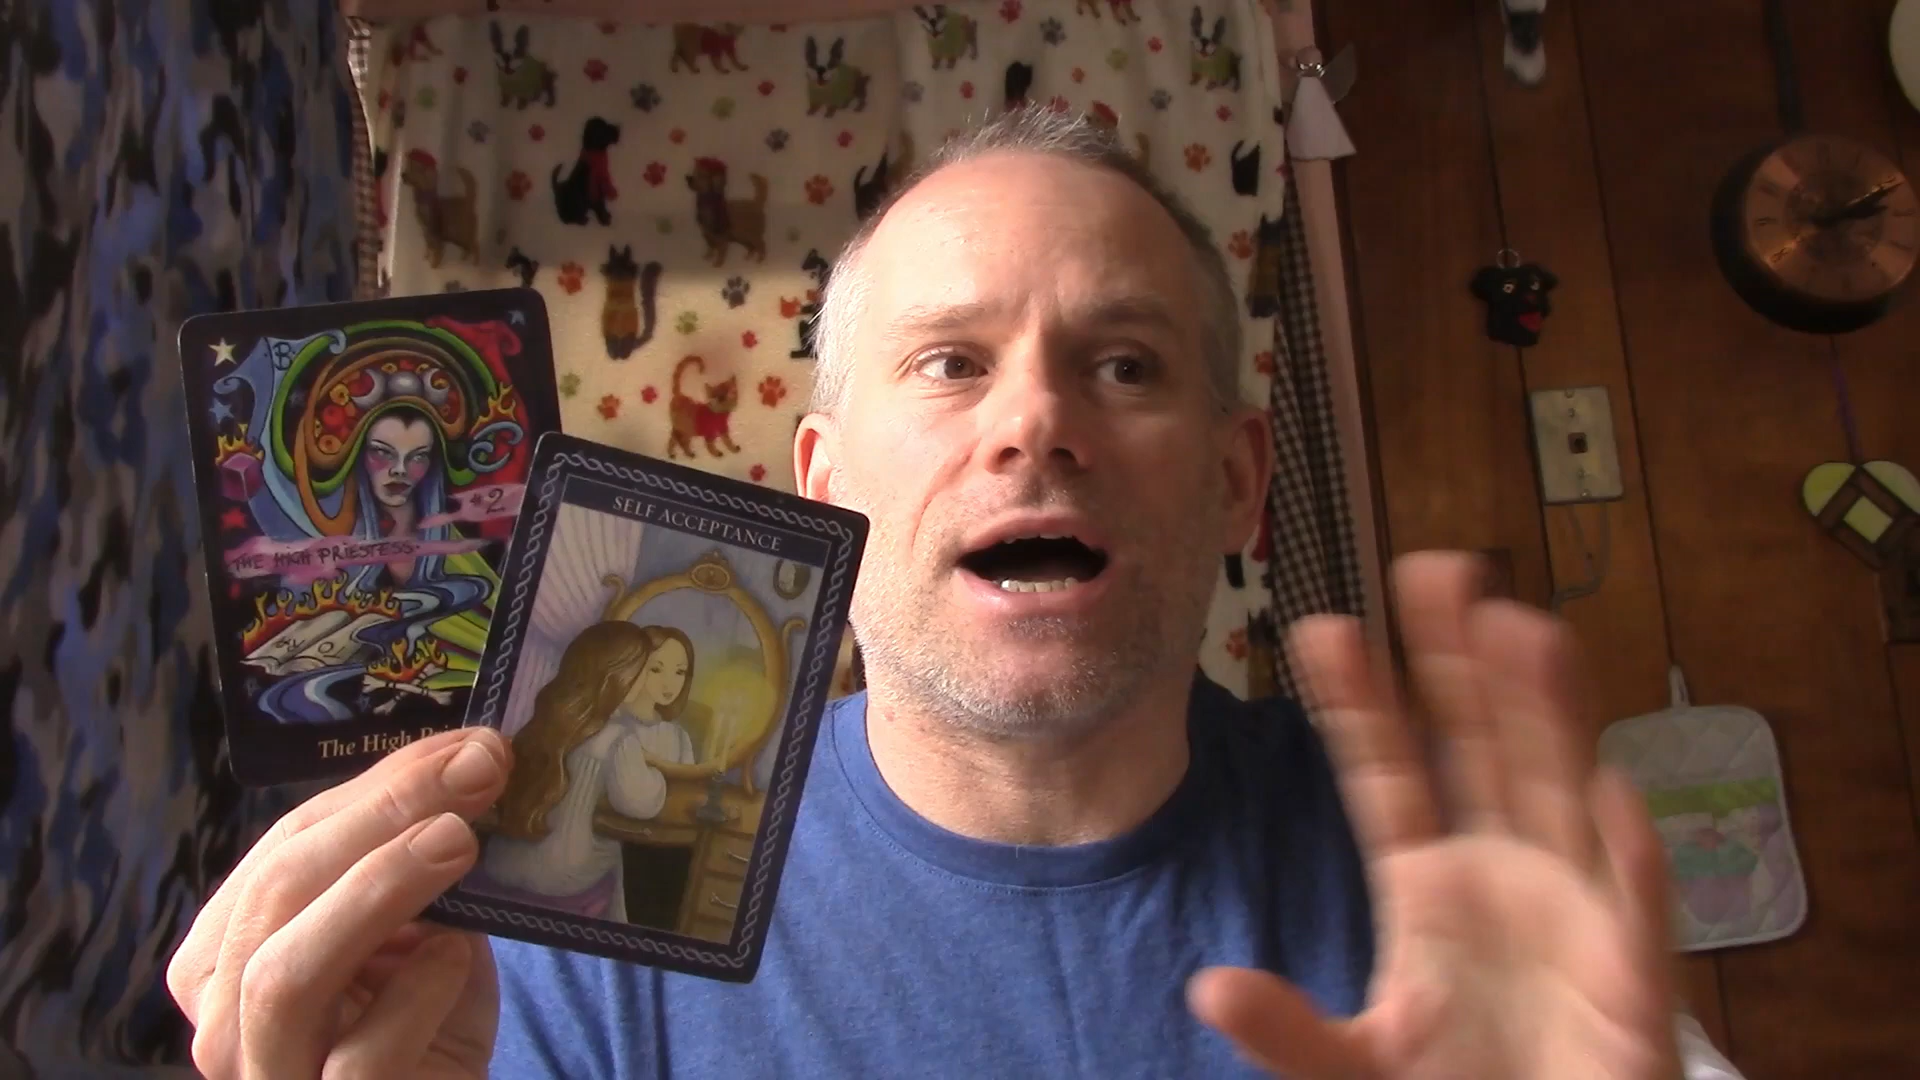 B
#2
THE HIGH PRIESTESS
The High
SELF ACCEPTANCE